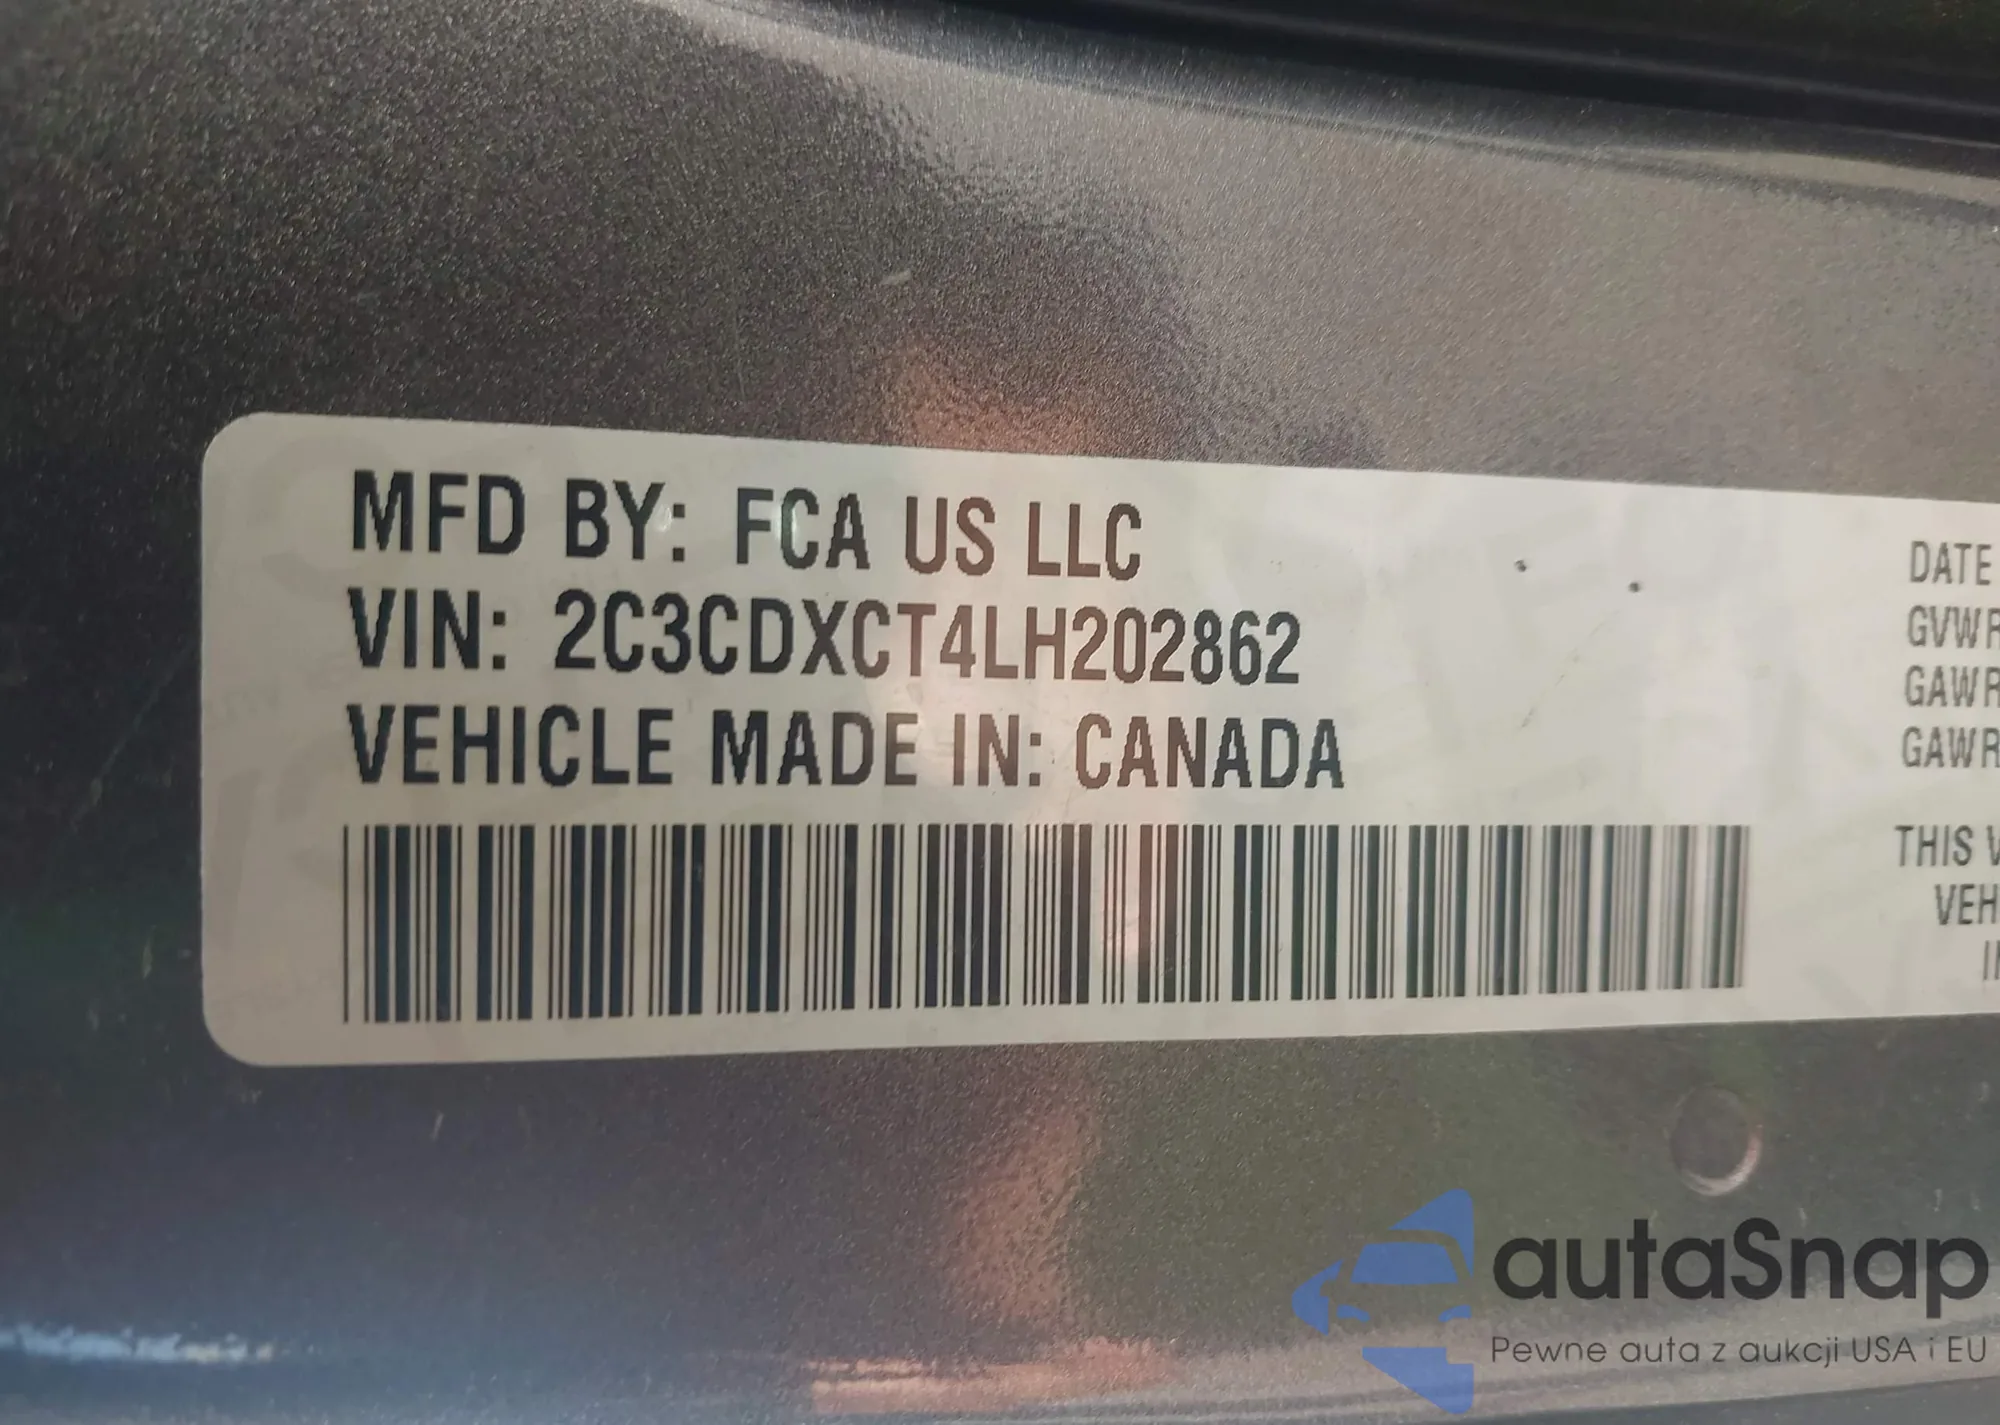 MFD BY: FCA US LLC
VIN: 2C3CDXCT4LH202862
VEHICLE MADE IN: CANADA
DATE
GVWR
GAWR
GAWR
THIS V
VEH
autaSnap
Pewne auta z aukcji USA i EU